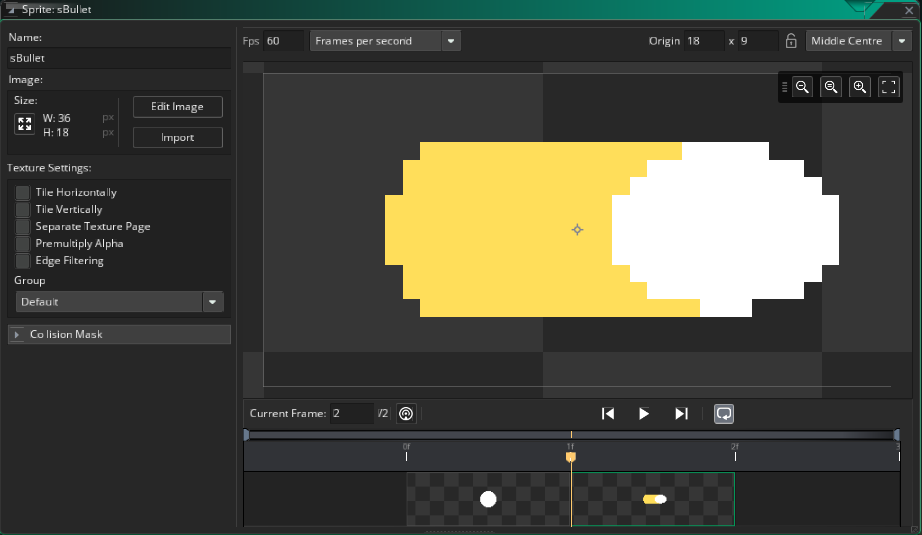 Sprite: sBullet
Name:
sBullet
Image:
Size:
W: 36 px
H: 18 px
Edit Image
Import
Texture Settings:
Tile Horizontally
Tile Vertically
Separate Texture Page
Premultiply Alpha
Edge Filtering
Group
Default
Collision Mask
Fps 60 Frames per second Origin 18 x 9 Middle Centre
Current Frame: 2 /2
0f 1f 2f 3